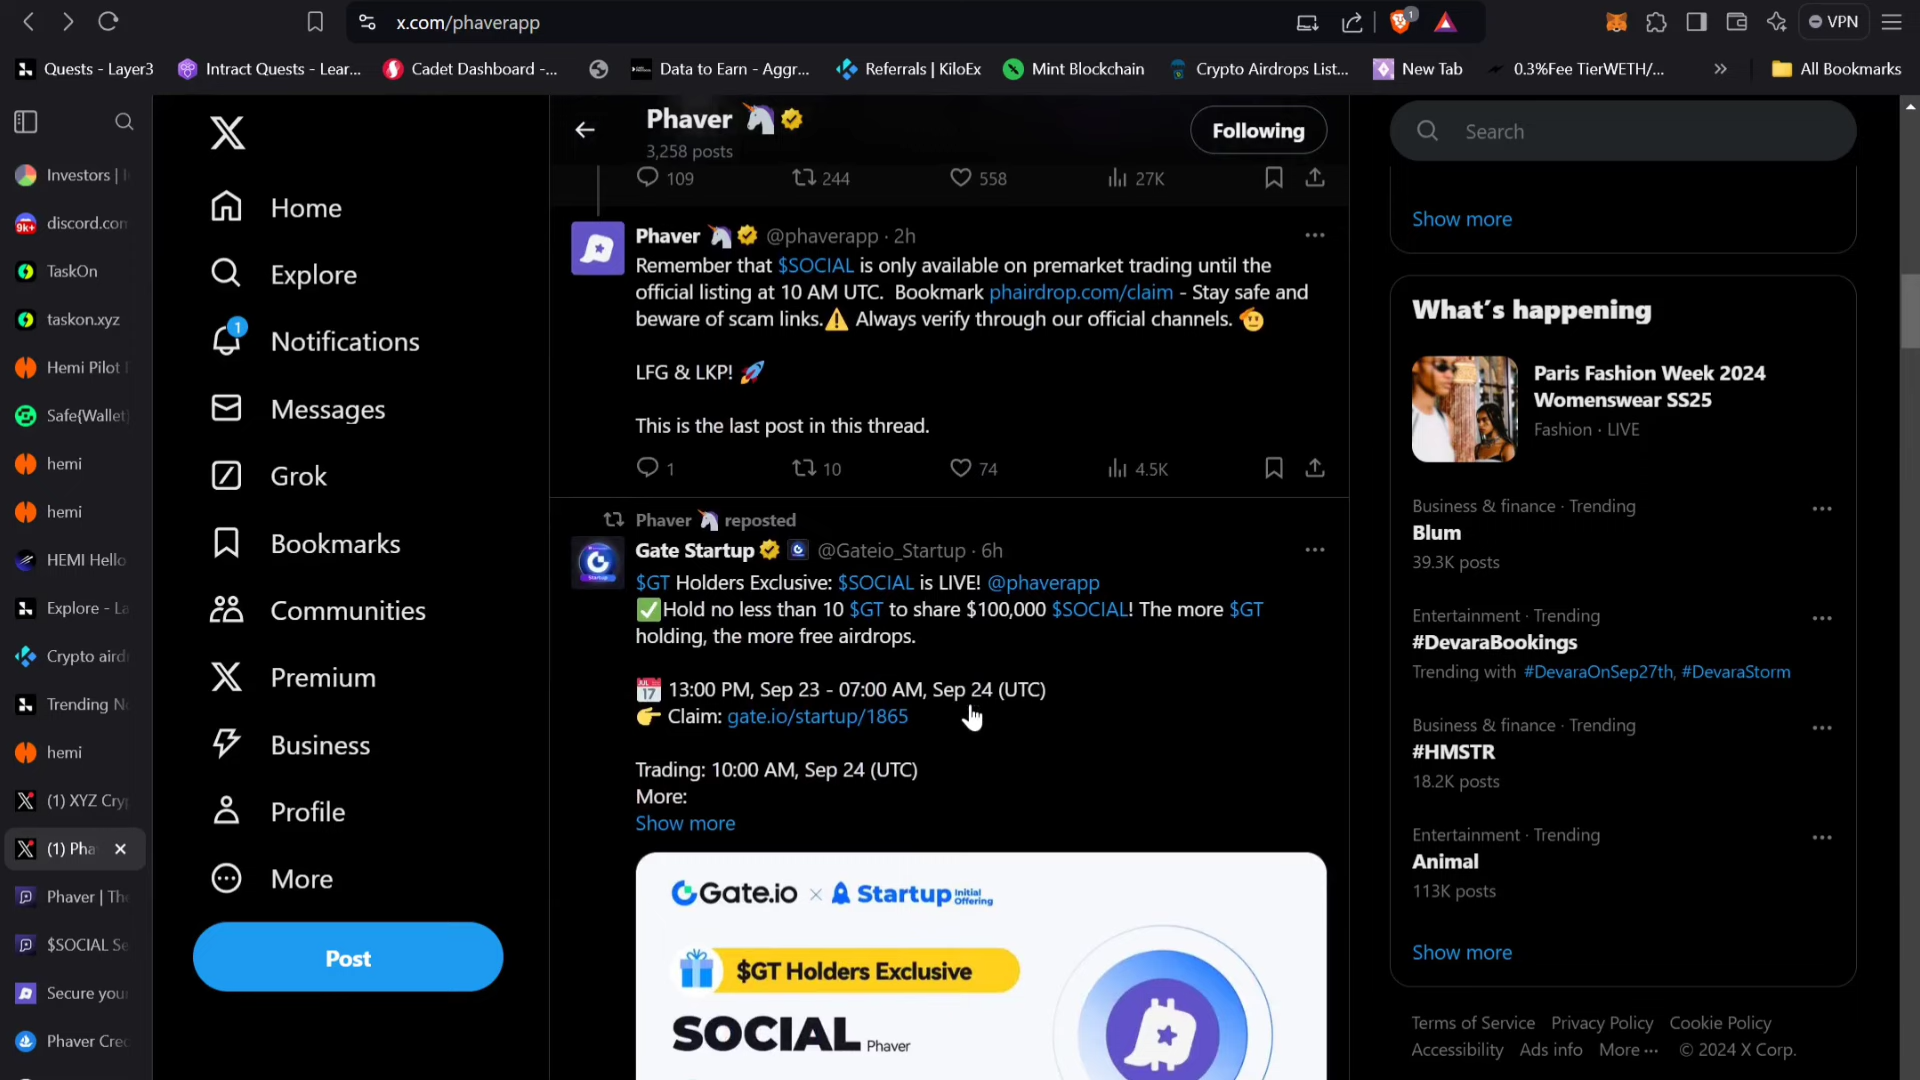 x.com/phaverapp
1
VPN
Quests - Layer3
Intract Quests - Lear...
Cadet Dashboard -...
Data to Earn - Aggr...
Referrals | KiloEx
Mint Blockchain
Crypto Airdrops List...
New Tab
0.3%Fee TierWETH/...
All Bookmarks
Investors |
discord.com
9K+
TaskOn
taskon.xyz
Hemi Pilot
Safe{Wallet}
hemi
hemi
HEMI Hello
Explore - La
Crypto aird
Trending N
hemi
(1) XYZ Cry
(1) Pha
Phaver | The
$SOCIAL Se
Secure your
Phaver Cred
Home
Explore
1
Notifications
Messages
Grok
Bookmarks
Communities
Premium
Business
Profile
More
Post
Phaver
3,258 posts
Following
109
244
558
27K
Phaver @phaverapp · 2h
Remember that $SOCIAL is only available on premarket trading until the
official listing at 10 AM UTC. Bookmark phairdrop.com/claim - Stay safe and
beware of scam links.⚠️ Always verify through our official channels. 🫡
LFG & LKP! 🚀
This is the last post in this thread.
1
10
74
4.5K
Phaver 🦄 reposted
Gate Startup @Gateio_Startup · 6h
$GT Holders Exclusive: $SOCIAL is LIVE! @phaverapp
✅Hold no less than 10 $GT to share $100,000 $SOCIAL! The more $GT
holding, the more free airdrops.
📅 13:00 PM, Sep 23 - 07:00 AM, Sep 24 (UTC)
👉 Claim: gate.io/startup/1865
Trading: 10:00 AM, Sep 24 (UTC)
More:
Show more
Gate.io × Startup Initial Offering
$GT Holders Exclusive
SOCIAL Phaver
Search
Show more
What's happening
Paris Fashion Week 2024
Womenswear SS25
Fashion · LIVE
Business & finance · Trending
Blum
39.3K posts
Entertainment · Trending
#DevaraBookings
Trending with #DevaraOnSep27th, #DevaraStorm
Business & finance · Trending
#HMSTR
18.2K posts
Entertainment · Trending
Animal
113K posts
Show more
Terms of Service Privacy Policy Cookie Policy
Accessibility Ads info More ··· © 2024 X Corp.